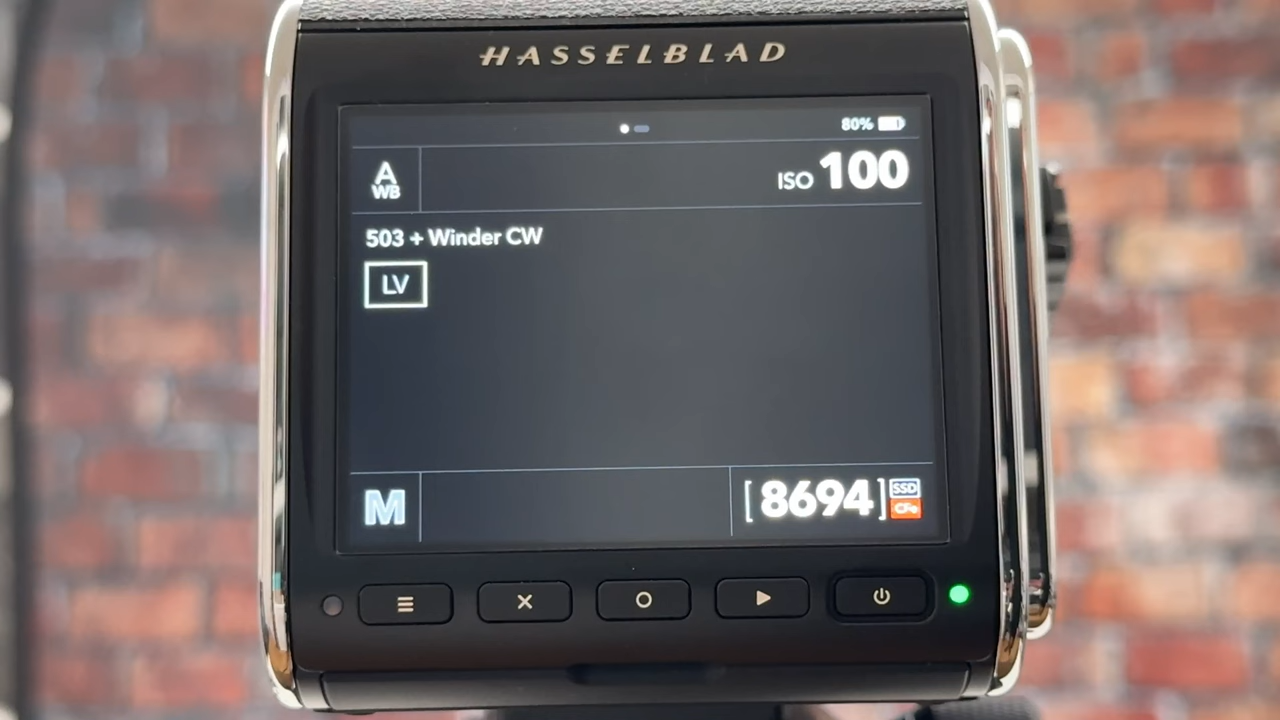 HASSELBLAD
80%
A
WB
ISO 100
503 + Winder CW
LV
M
[8694] SSD
CFe